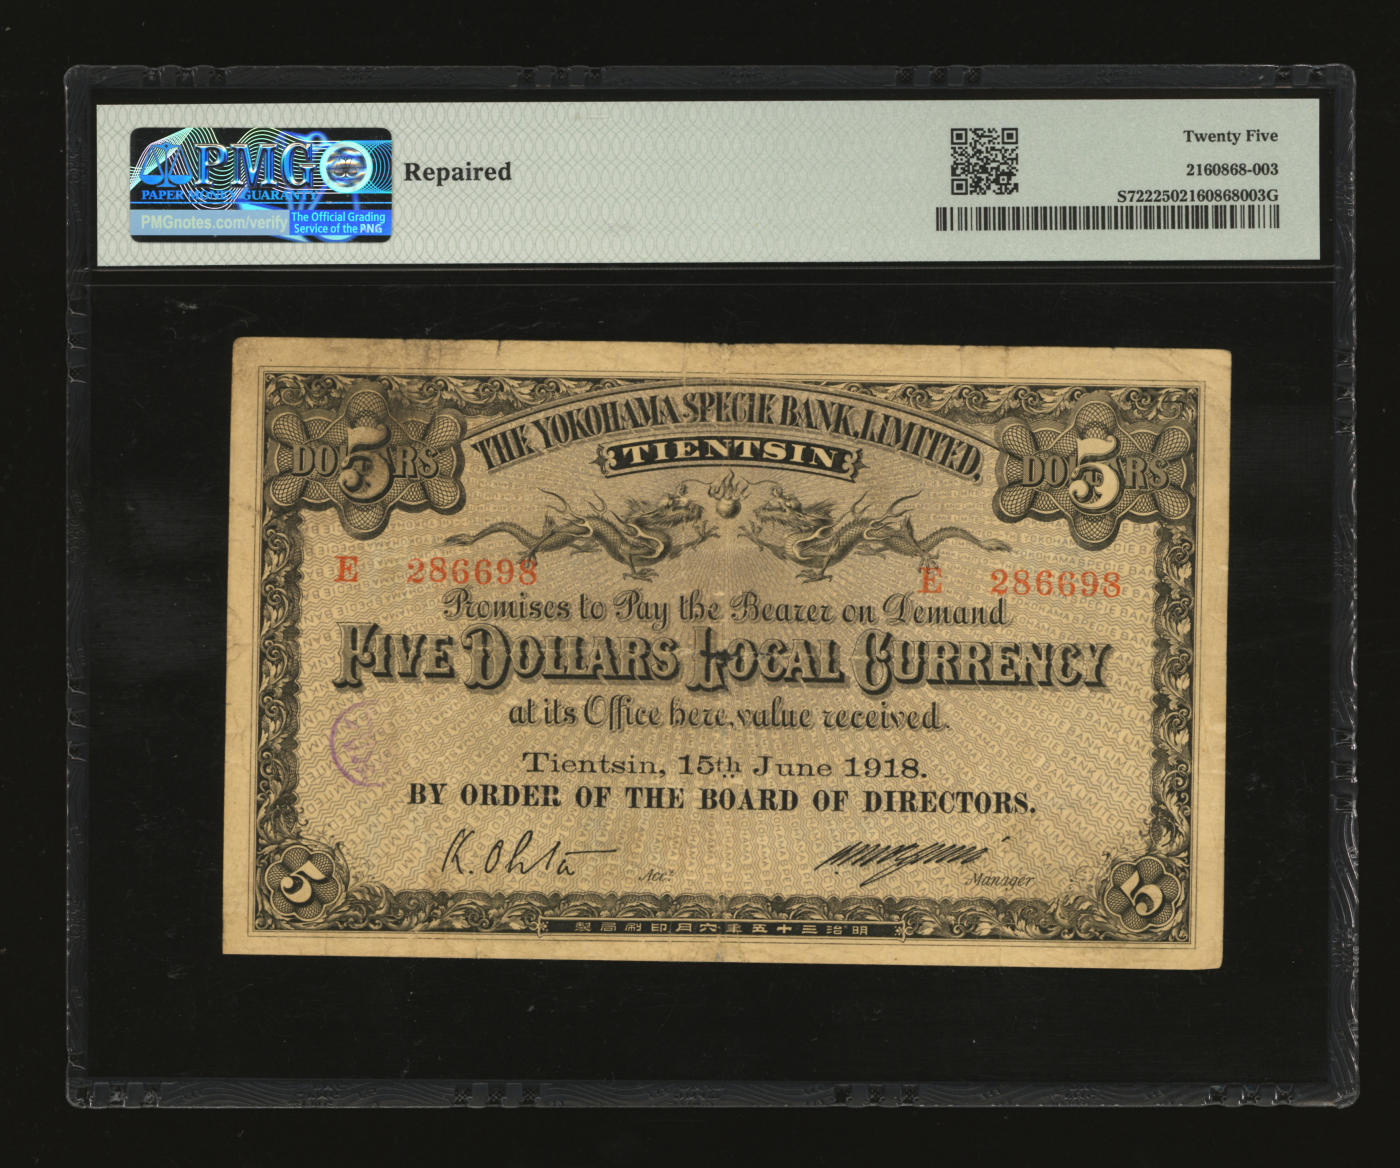 PMG
PAPER MONEY GUARANTY
PMGnotes.com/verify
The Official Grading
Service of the PNG
Repaired
Twenty Five
2160868-003
S7222502160868003G
THE YOKOHAMA SPECIE BANK, LIMITED.
TIENTSIN
5
DOLLARS
5
DOLLARS
E 286698
E 286698
Promises to Pay the Bearer on Demand
FIVE DOLLARS LOCAL CURRENCY
at its Office here, value received.
Tientsin, 15th June 1918.
BY ORDER OF THE BOARD OF DIRECTORS.
K. Ohta
Acct.
Manager
5
5
製局刷印月六年五十三治明